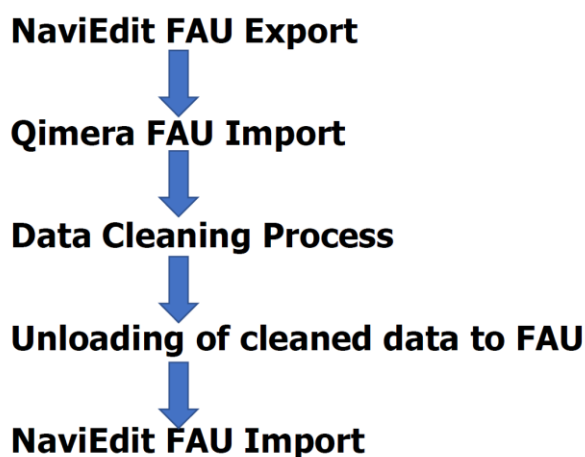 NaviEdit FAU Export
Qimera FAU Import
Data Cleaning Process
Unloading of cleaned data to FAU
NaviEdit FAU Import